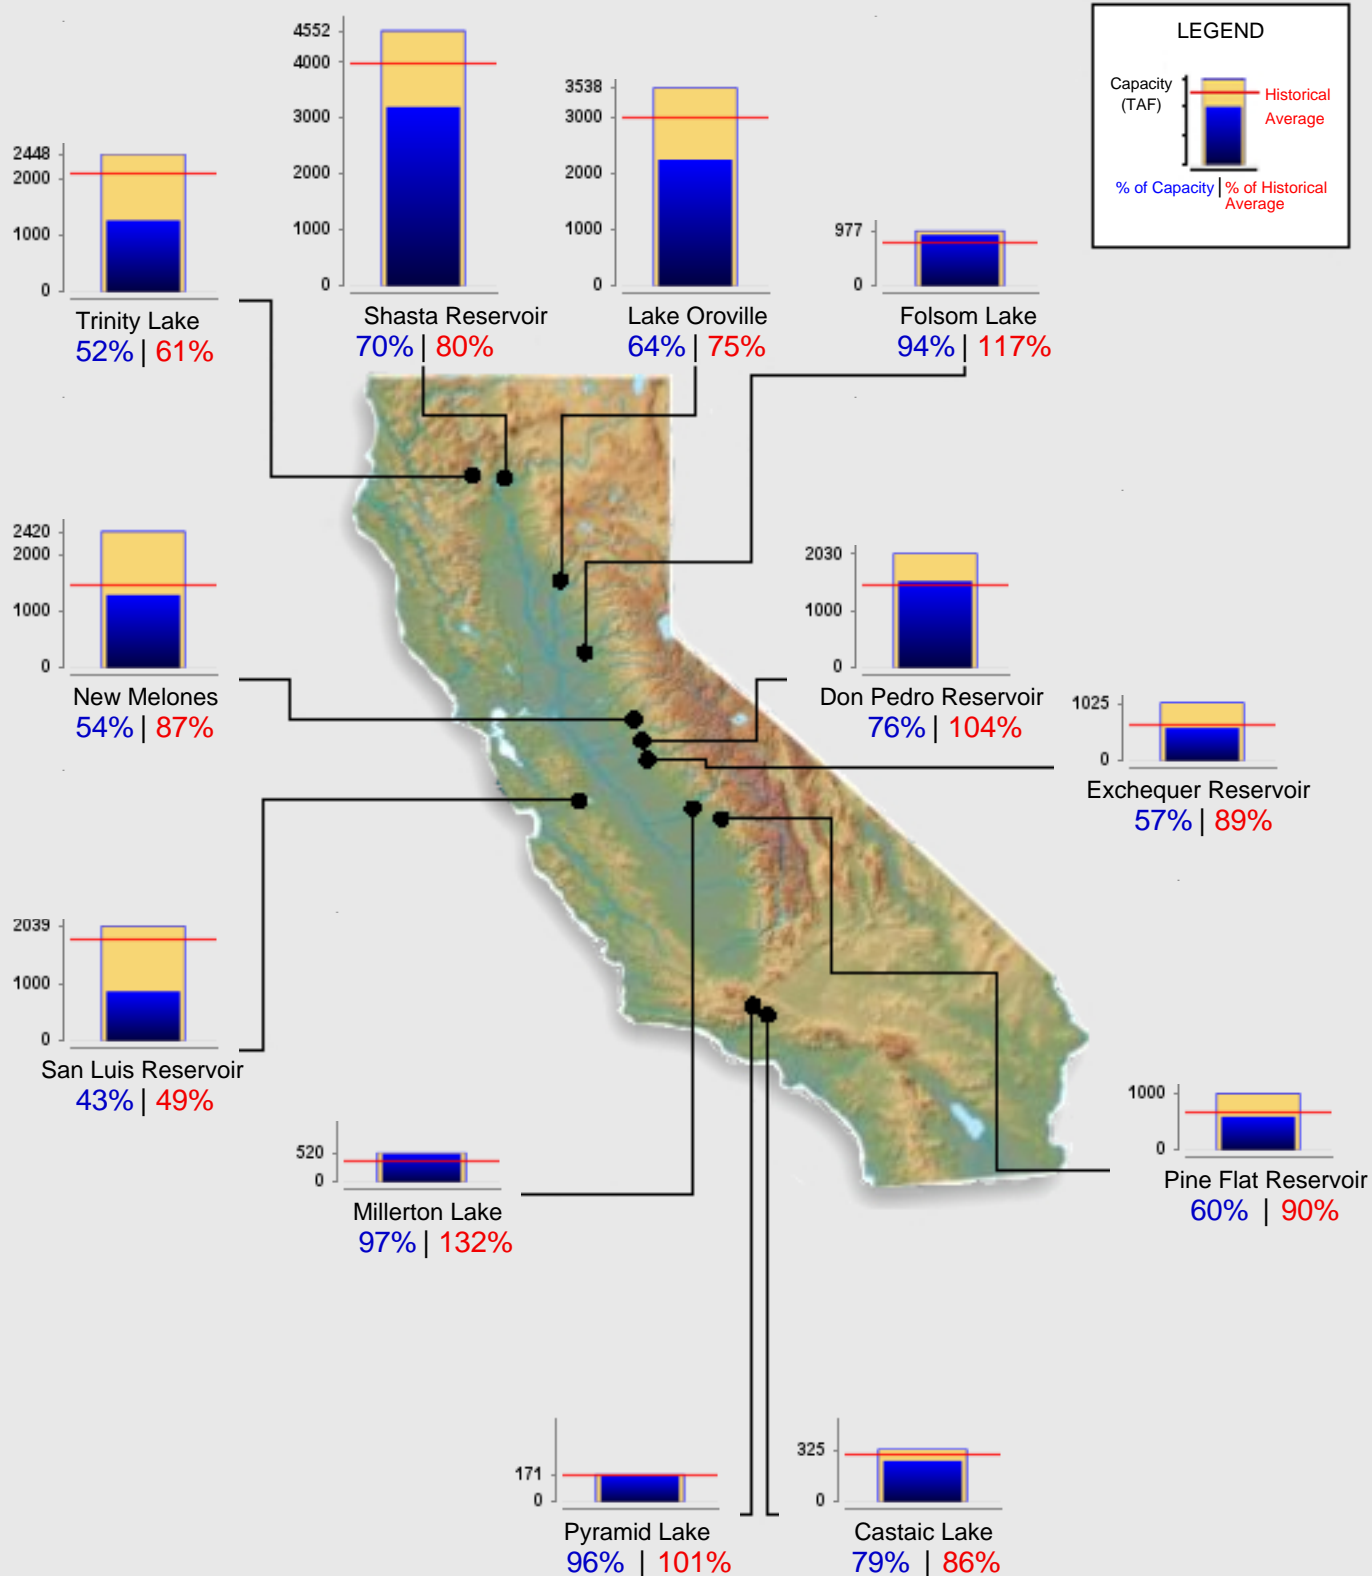 LEGEND
Capacity
(TAF)
Historical
Average
% of Capacity | % of Historical
Average
4552
4000
3000
2000
1000
0
Shasta Reservoir
70% | 80%
3538
3000
2000
1000
0
Lake Oroville
64% | 75%
2448
2000
1000
0
Trinity Lake
52% | 61%
977
0
Folsom Lake
94% | 117%
2420
2000
1000
0
New Melones
54% | 87%
2030
1000
0
Don Pedro Reservoir
76% | 104%
1025
0
Exchequer Reservoir
57% | 89%
2039
1000
0
San Luis Reservoir
43% | 49%
520
0
Millerton Lake
97% | 132%
1000
0
Pine Flat Reservoir
60% | 90%
171
0
Pyramid Lake
96% | 101%
325
0
Castaic Lake
79% | 86%